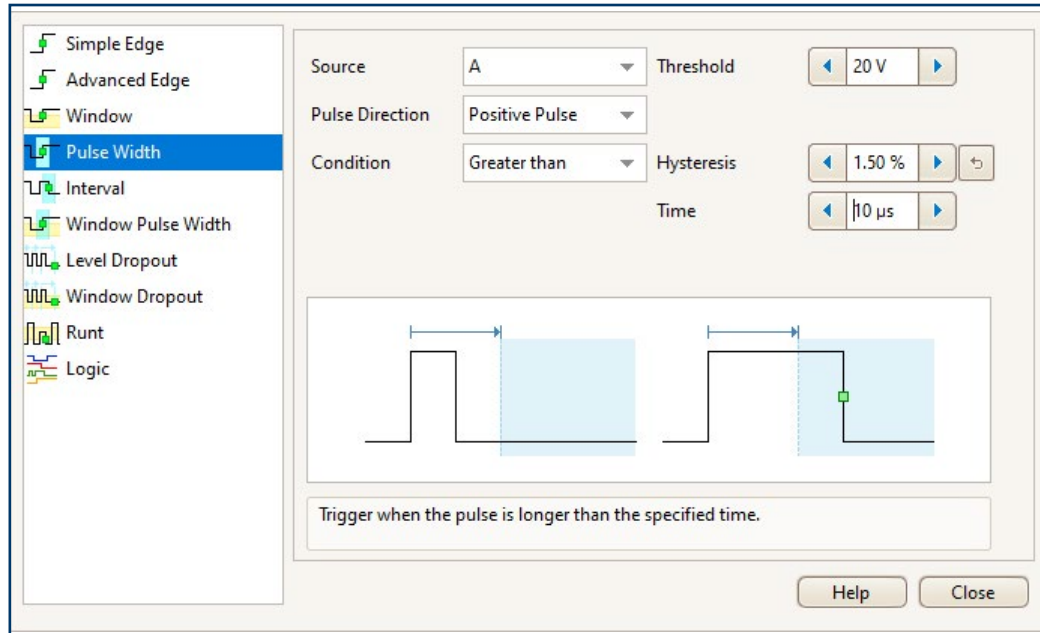 Simple Edge
Advanced Edge
Window
Pulse Width
Interval
Window Pulse Width
Level Dropout
Window Dropout
Runt
Logic
Source A Threshold 20 V
Pulse Direction Positive Pulse
Condition Greater than Hysteresis 1.50 %
Time 10 µs
Trigger when the pulse is longer than the specified time.
Help Close